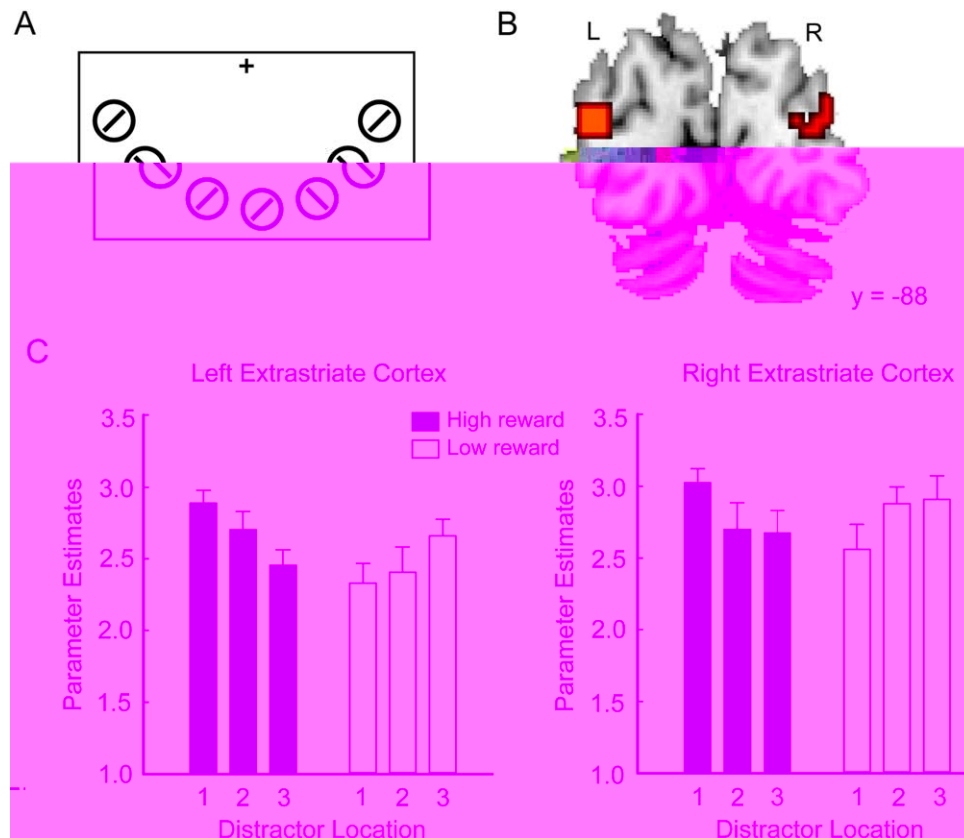 A
B
+
L
R
y = -88
C
Left Extrastriate Cortex
Right Extrastriate Cortex
High reward
Low reward
Parameter Estimates
3.5
3.0
2.5
2.0
1.5
1.0
1 2 3 1 2 3
Distractor Location
Parameter Estimates
3.5
3.0
2.5
2.0
1.5
1.0
1 2 3 1 2 3
Distractor Location